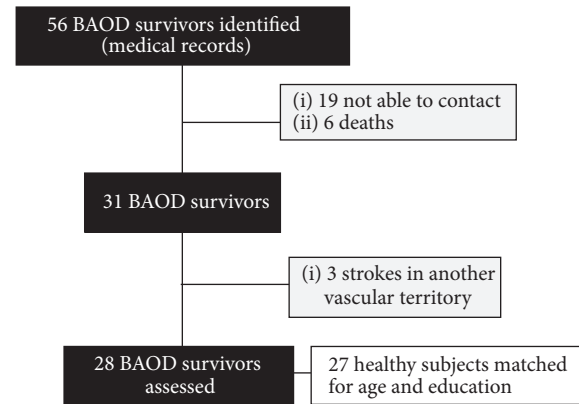 56 BAOD survivors identified
(medical records)
(i) 19 not able to contact
(ii) 6 deaths
31 BAOD survivors
(i) 3 strokes in another
vascular territory
28 BAOD survivors
assessed
27 healthy subjects matched
for age and education